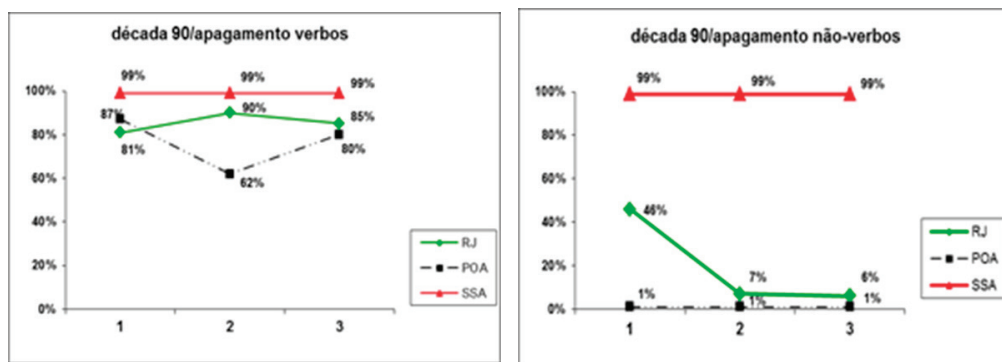 década 90/apagamento verbos
99% 99% 99%
100%
87% 90% 85%
80%
81% 80%
60%
62%
40%
20%
0%
1 2 3
RJ
POA
SSA
década 90/apagamento não-verbos
99% 99% 99%
100%
80%
60%
40%
46%
20%
7% 6%
0%
1% 1% 1%
1 2 3
RJ
POA
SSA